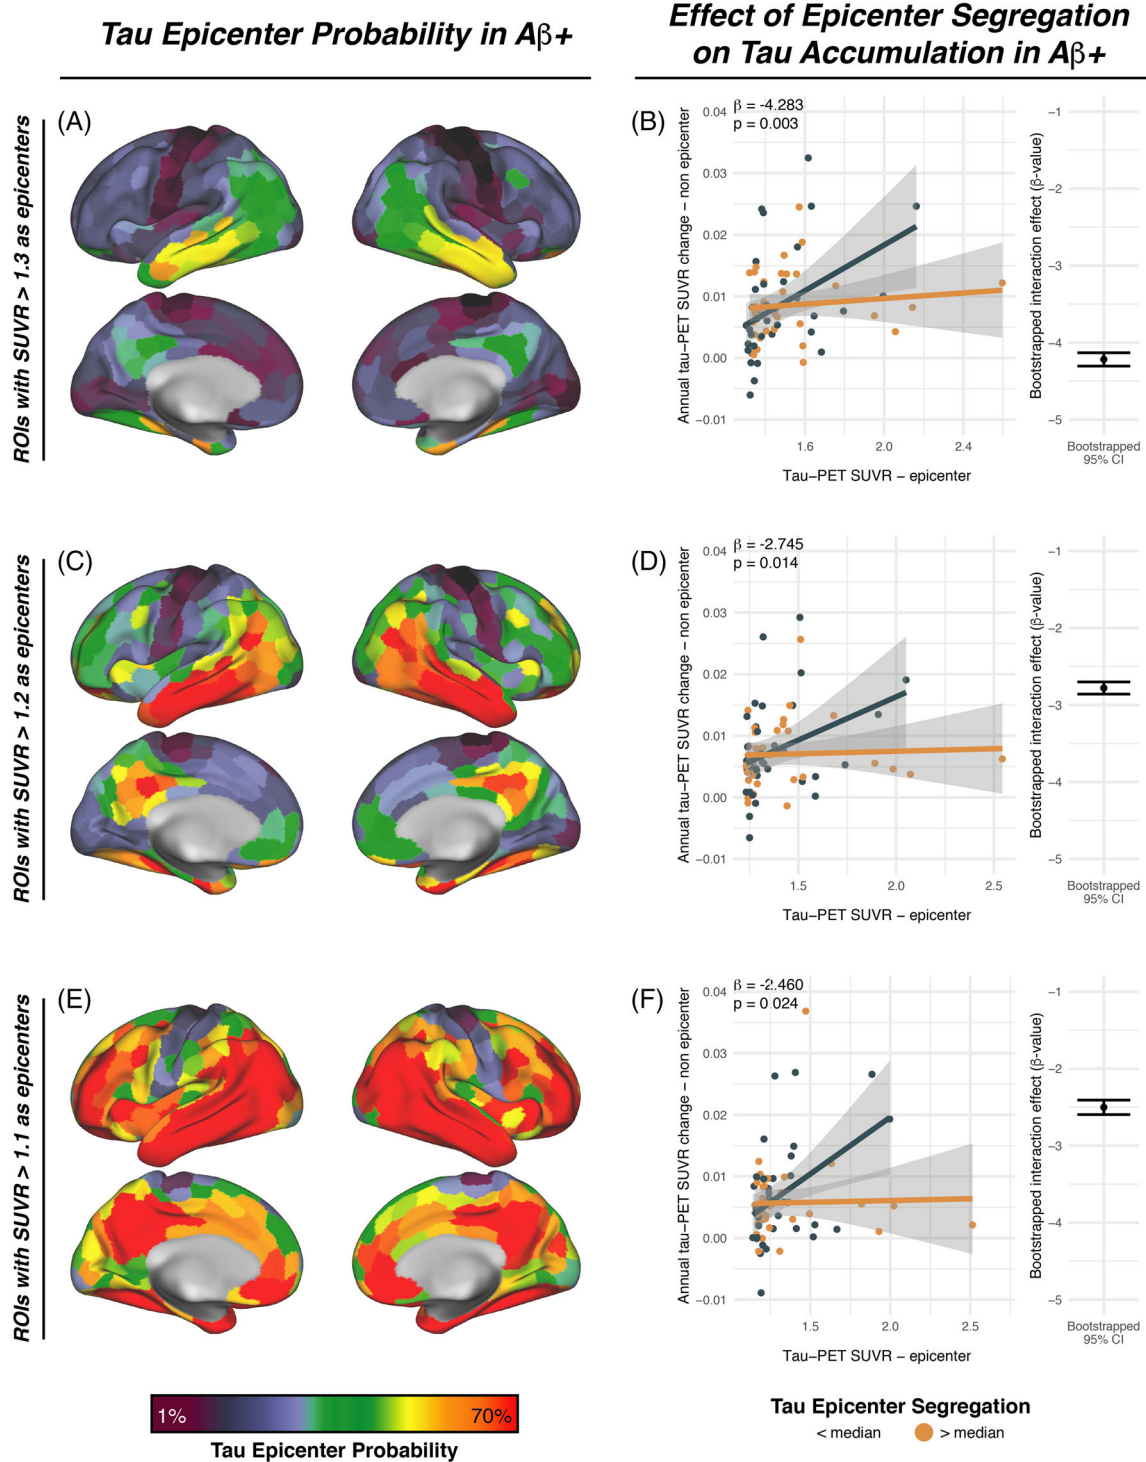 Tau Epicenter Probability in Aβ+
Effect of Epicenter Segregation
on Tau Accumulation in Aβ+
ROIs with SUVR > 1.3 as epicenters
(A)
(B)
β = -4.283
p = 0.003
Annual tau−PET SUVR change − non epicenter
0.04
0.03
0.02
0.01
0.00
−0.01
1.6
2.0
2.4
Tau−PET SUVR − epicenter
Bootstrapped interaction effect (β-value)
−1
−2
−3
−4
−5
Bootstrapped
95% CI
ROIs with SUVR > 1.2 as epicenters
(C)
(D)
β = -2.745
p = 0.014
Annual tau−PET SUVR change − non epicenter
0.04
0.03
0.02
0.01
0.00
−0.01
1.5
2.0
2.5
Tau−PET SUVR − epicenter
Bootstrapped interaction effect (β-value)
−1
−2
−3
−4
−5
Bootstrapped
95% CI
ROIs with SUVR > 1.1 as epicenters
(E)
(F)
β = -2.460
p = 0.024
Annual tau−PET SUVR change − non epicenter
0.04
0.03
0.02
0.01
0.00
−0.01
1.5
2.0
2.5
Tau−PET SUVR − epicenter
Bootstrapped interaction effect (β-value)
−1
−2
−3
−4
−5
Bootstrapped
95% CI
1%
70%
Tau Epicenter Probability
Tau Epicenter Segregation
< median
> median